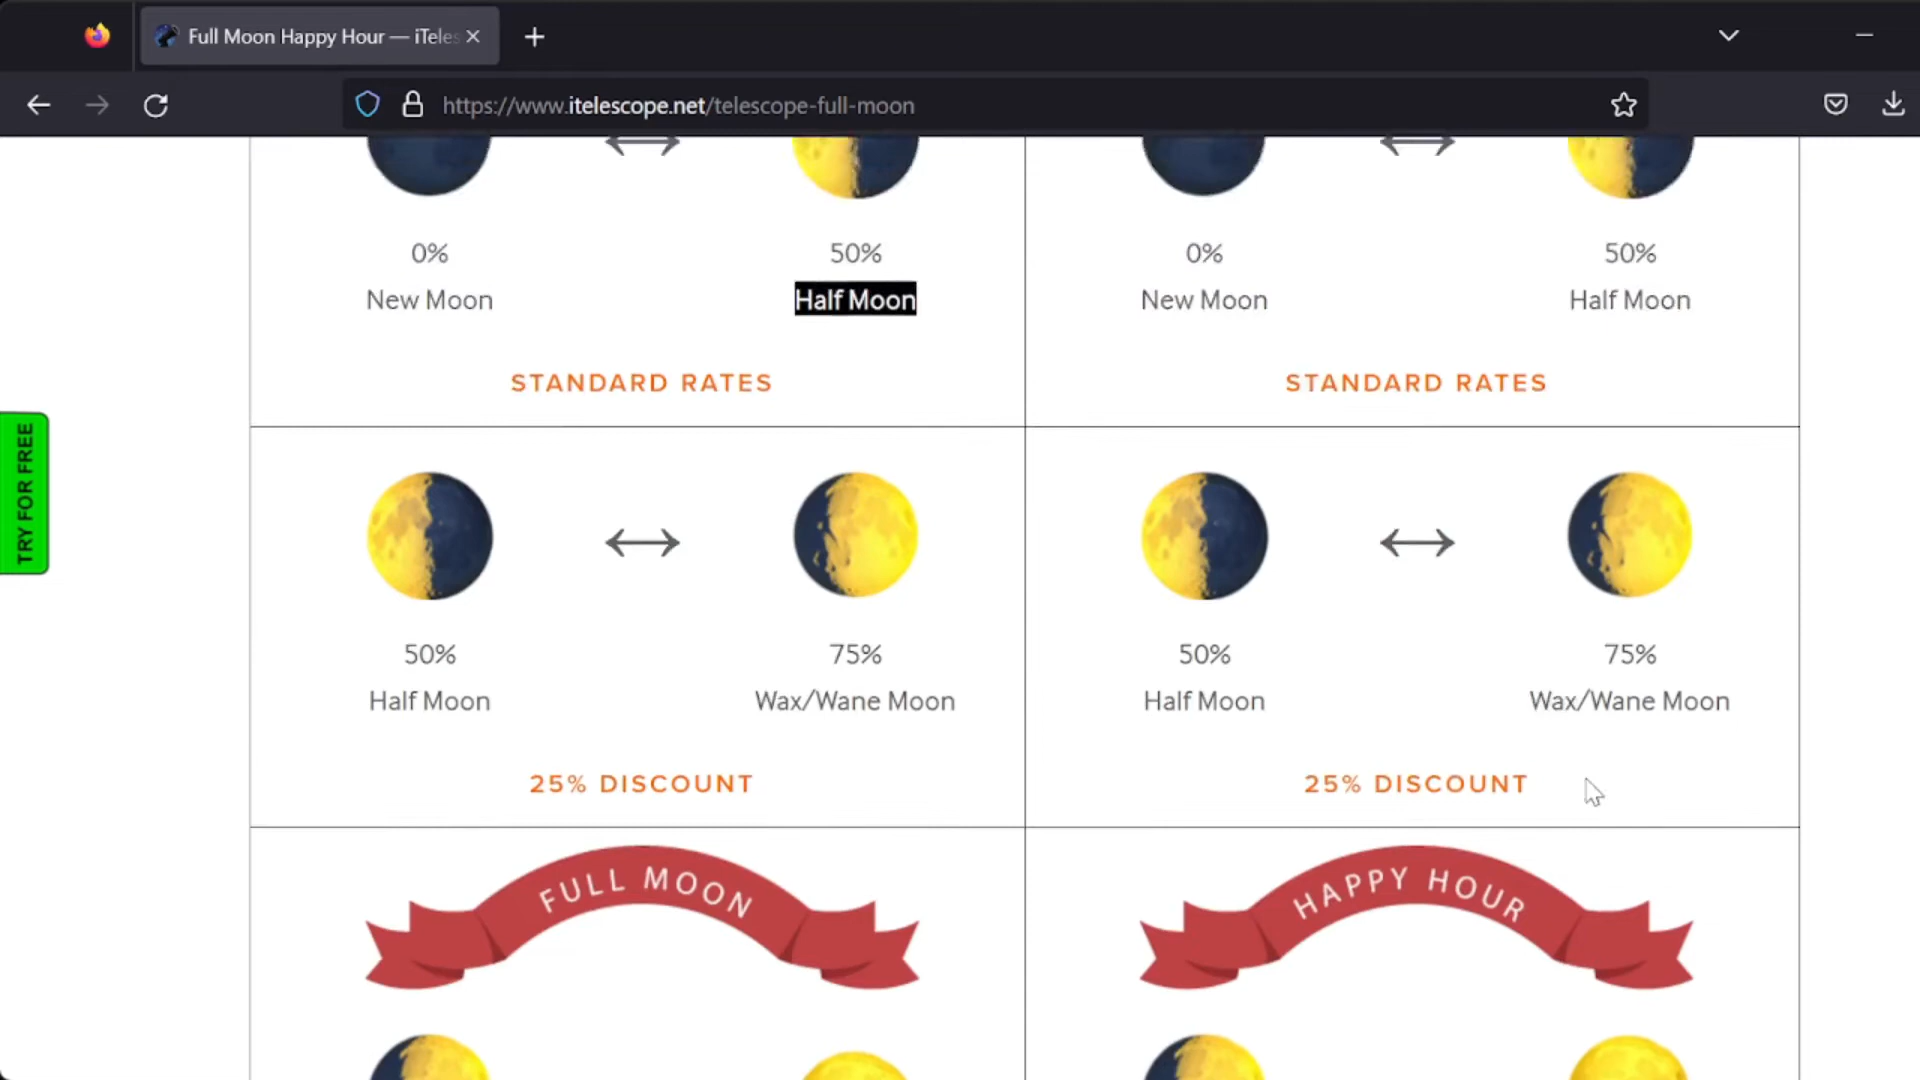 Full Moon Happy Hour — iTeles
https://www.itelescope.net/telescope-full-moon
0%
50%
0%
50%
New Moon
Half Moon
New Moon
Half Moon
STANDARD RATES
STANDARD RATES
TRY FOR FREE
50%
75%
50%
75%
Half Moon
Wax/Wane Moon
Half Moon
Wax/Wane Moon
25% DISCOUNT
25% DISCOUNT
FULL MOON
HAPPY HOUR